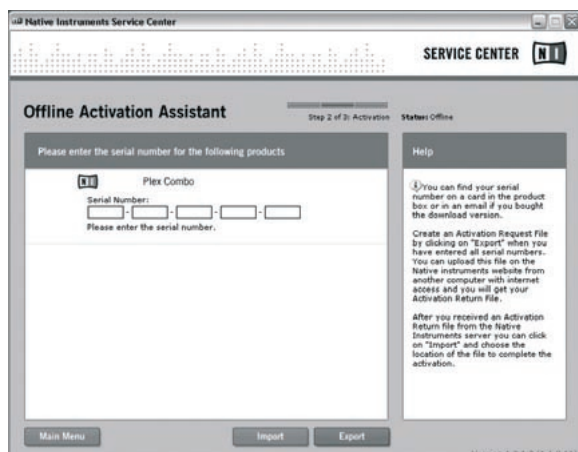 Native Instruments Service Center
SERVICE CENTER NI
Offline Activation Assistant
Step 2 of 3: Activation
Status: Offline
Please enter the serial number for the following products
NI Plex Combo
Serial Number:
- - - -
Please enter the serial number.
Help
You can find your serial
number on a card in the product
box or in an email if you bought
the download version.
Create an Activation Request File
by clicking on "Export" when you
have entered all serial numbers.
You can upload this file on the
Native instruments website from
another computer with internet
access and you will get your
Activation Return File.
After you received an Activation
Return file from the Native
Instruments server you can click
on "Import" and choose the
location of the file to complete the
activation.
Main Menu
Import
Export